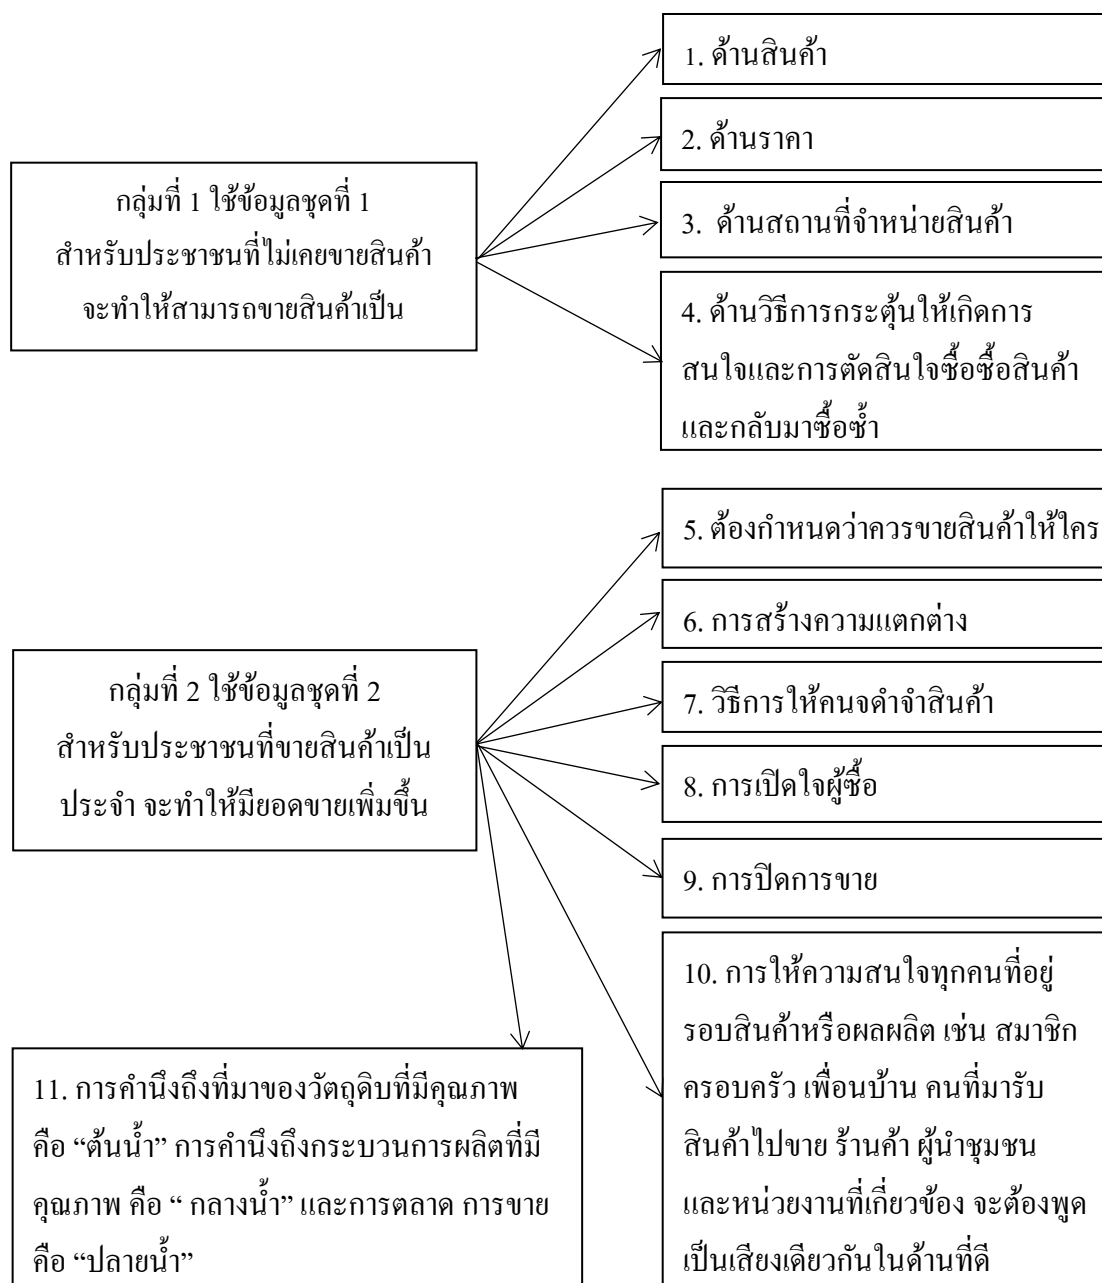 กลุ่มที่ 1 ใช้ข้อมูลชุดที่ 1
สำหรับประชาชนที่ไม่เคยขายสินค้า
จะทำให้สามารถขายสินค้าเป็น
1. ด้านสินค้า
2. ด้านราคา
3. ด้านสถานที่จำหน่ายสินค้า
4. ด้านวิธีการกระตุ้นให้เกิดการ
สนใจและการตัดสินใจซื้อซื้อสินค้า
และกลับมาซื้อซ้ำ
กลุ่มที่ 2 ใช้ข้อมูลชุดที่ 2
สำหรับประชาชนที่ขายสินค้าเป็น
ประจำ จะทำให้มียอดขายเพิ่มขึ้น
5. ต้องกำหนดว่าควรขายสินค้าให้ใคร
6. การสร้างความแตกต่าง
7. วิธีการให้คนจดำจำสินค้า
8. การเปิดใจผู้ซื้อ
9. การปิดการขาย
10. การให้ความสนใจทุกคนที่อยู่
รอบสินค้าหรือผลผลิต เช่น สมาชิก
ครอบครัว เพื่อนบ้าน คนที่มารับ
สินค้าไปขาย ร้านค้า ผู้นำชุมชน
และหน่วยงานที่เกี่ยวข้อง จะต้องพูด
เป็นเสียงเดียวกันในด้านที่ดี
11. การคำนึงถึงที่มาของวัตถุดิบที่มีคุณภาพ
คือ “ต้นน้ำ” การคำนึงถึงกระบวนการผลิตที่มี
คุณภาพ คือ “ กลางน้ำ” และการตลาด การขาย
คือ “ปลายน้ำ”